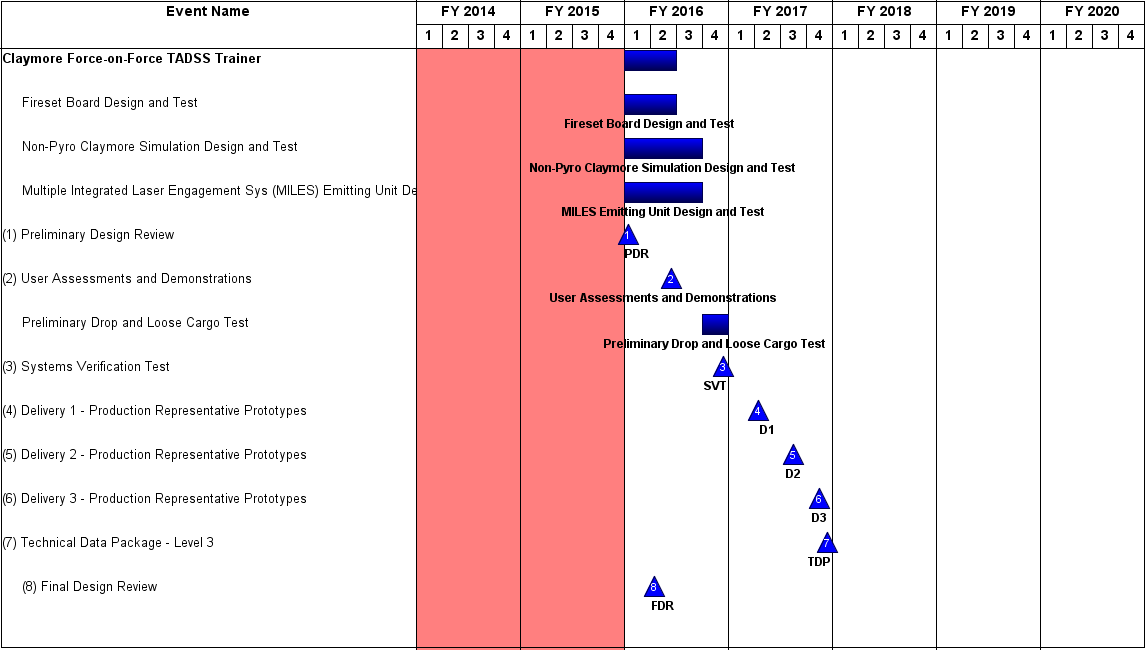 Event Name FY 2014 FY 2015 FY 2016 FY 2017 FY 2018 FY 2019 FY 2020
1 2 3 4 1 2 3 4 1 2 3 4 1 2 3 4 1 2 3 4 1 2 3 4 1 2 3 4
Claymore Force-on-Force TADSS Trainer
Fireset Board Design and Test
Fireset Board Design and Test
Non-Pyro Claymore Simulation Design and Test
Non-Pyro Claymore Simulation Design and Test
Multiple Integrated Laser Engagement Sys (MILES) Emitting Unit De
MILES Emitting Unit Design and Test
(1) Preliminary Design Review 1
PDR
(2) User Assessments and Demonstrations 2
User Assessments and Demonstrations
Preliminary Drop and Loose Cargo Test
Preliminary Drop and Loose Cargo Test
(3) Systems Verification Test 3
SVT
(4) Delivery 1 - Production Representative Prototypes 4
D1
(5) Delivery 2 - Production Representative Prototypes 5
D2
(6) Delivery 3 - Production Representative Prototypes 6
D3
(7) Technical Data Package - Level 3 7
TDP
(8) Final Design Review 8
FDR